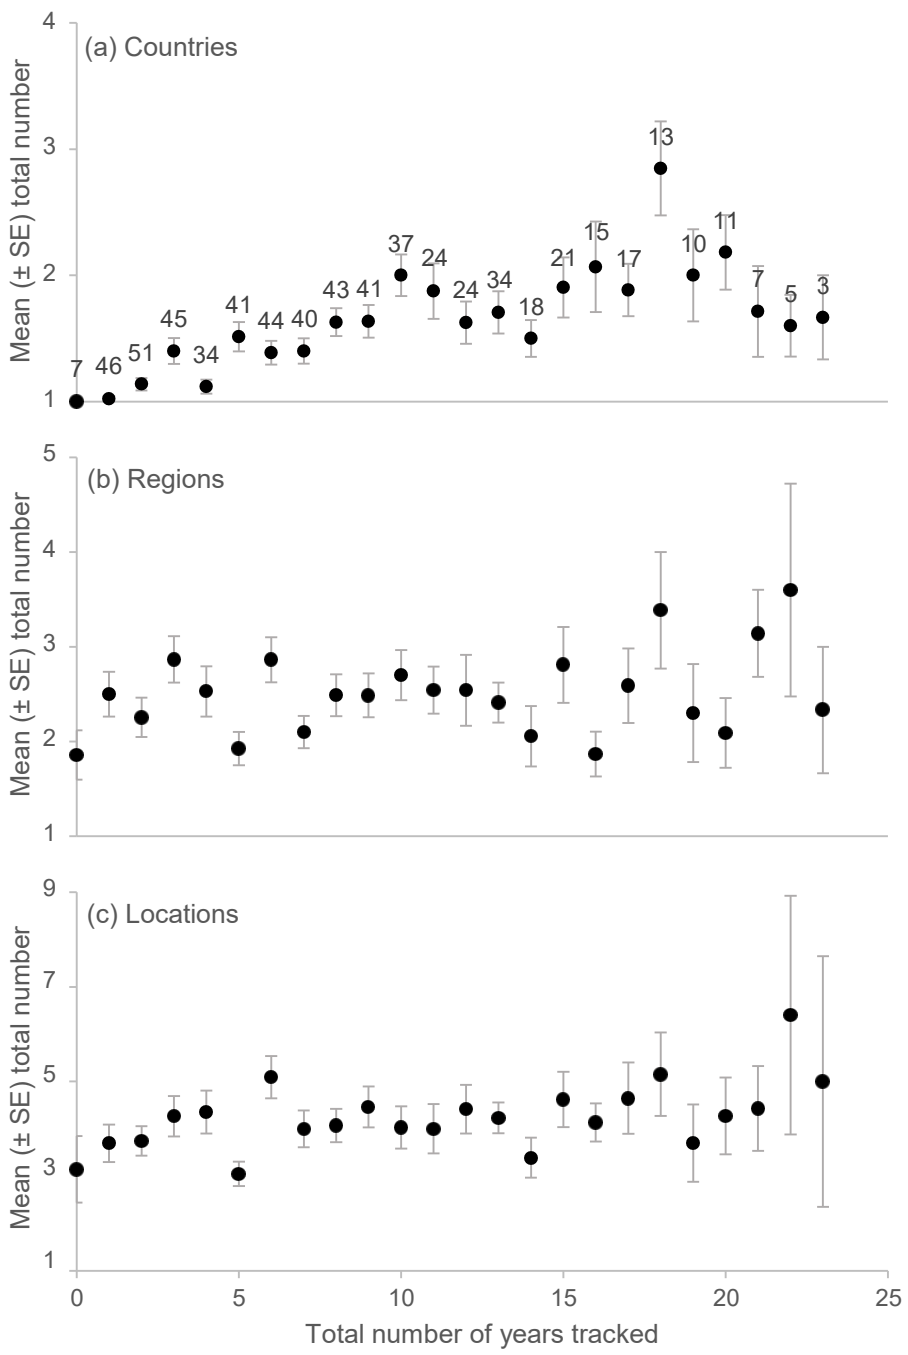 4
(a) Countries
3
2
1
Mean (± SE) total number
7 46 51 45 34 41 44 40 43 41 37 24 24 34 18 21 15 17 13 10 11 7 5 3
5
(b) Regions
4
3
2
1
Mean (± SE) total number
9
(c) Locations
7
5
3
1
Mean (± SE) total number
0 5 10 15 20 25
Total number of years tracked